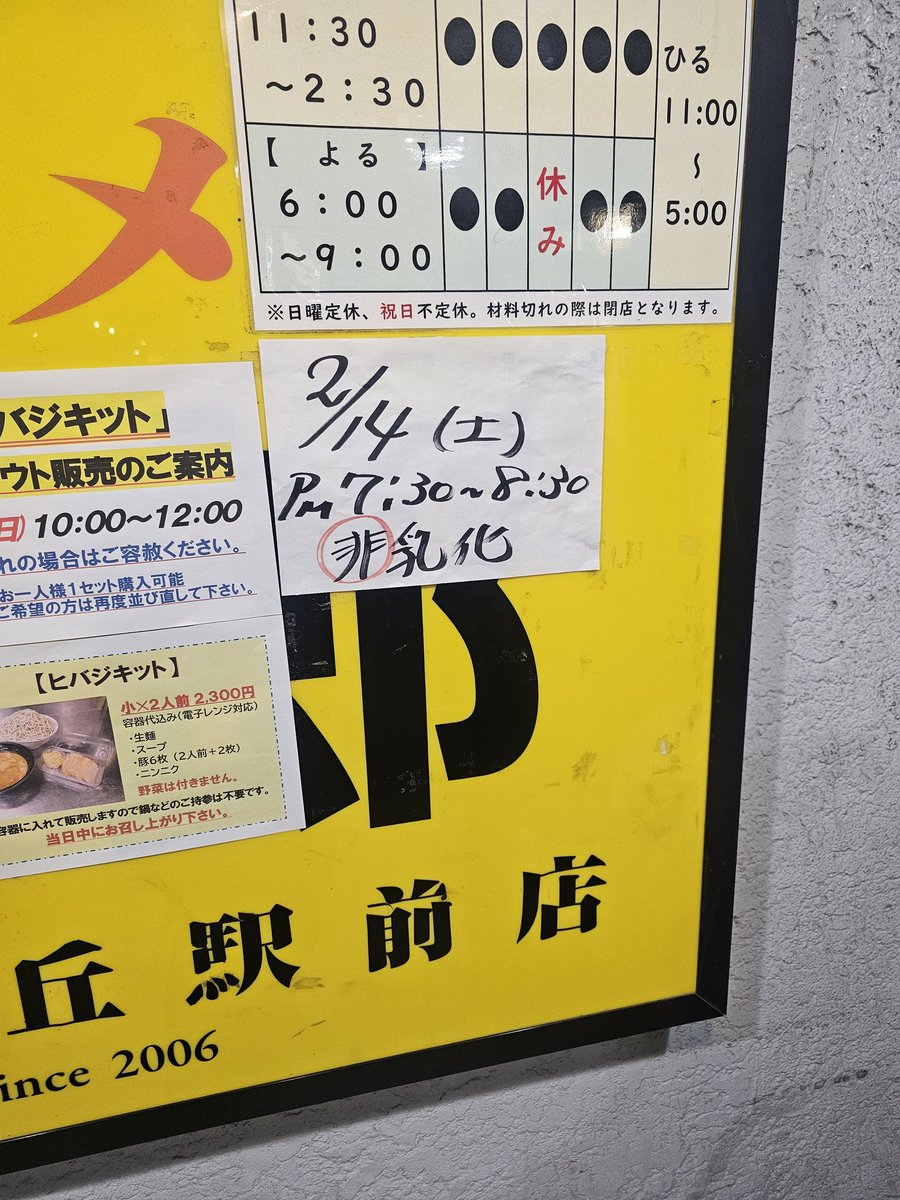 11:30
～2:30
ひる
11:00
～
5:00
【 よる 】
6:00
～9:00
休み
※日曜定休、祝日不定休。材料切れの際は閉店となります。
メ
2/14(土)
PM7:30~8:30
非乳化
バジキット」
ウト販売のご案内
日)10:00～12:00
れの場合はご容赦ください。
お一人様1セット購入可能
ご希望の方は再度並び直して下さい。
【ヒバジキット】
小×2人前 2,300円
容器代込み(電子レンジ対応)
・生麺
・スープ
・豚6枚 (2人前+2枚)
・ニンニク
野菜は付きません。
容器に入れて販売しますので鍋などのご持参は不要です。
当日中にお召し上がり下さい。
丘駅前店
since 2006